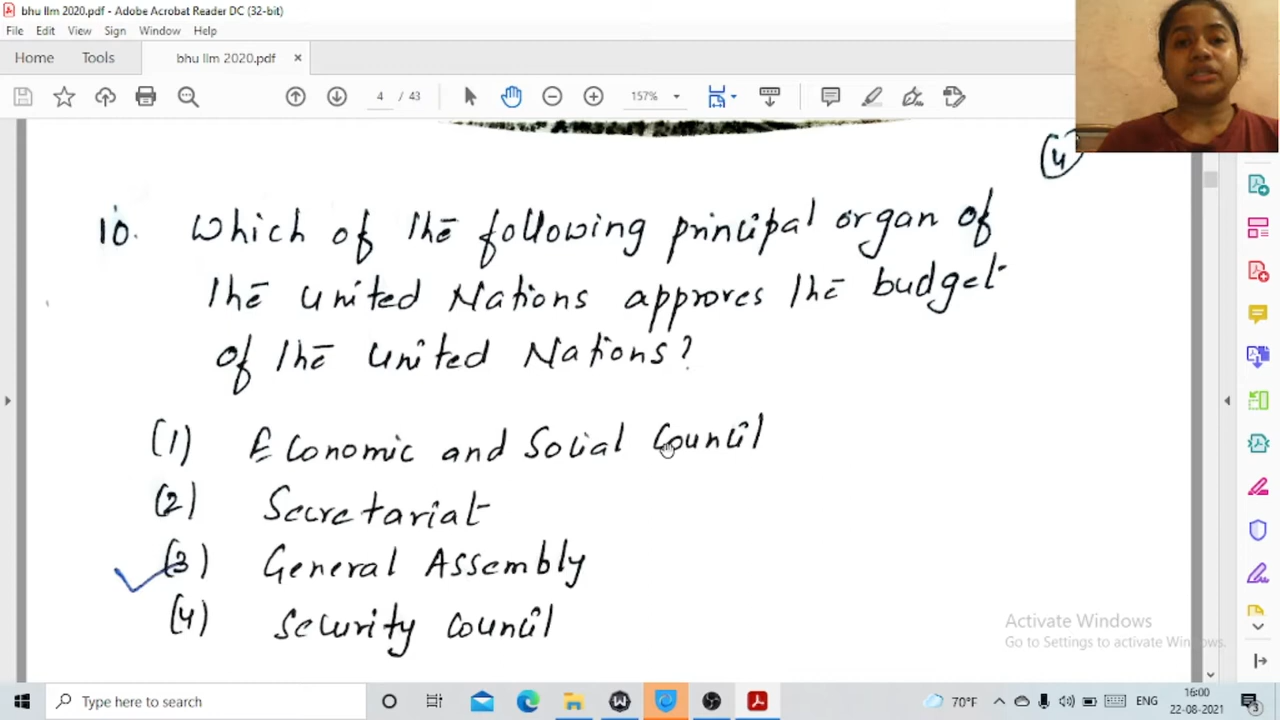 bhu llm 2020.pdf - Adobe Acrobat Reader DC (32-bit)
File Edit View Sign Window Help
Home Tools bhu llm 2020.pdf ×
4 / 43 157%
4
10. Which of the following principal organ of
the United Nations approves the budget
of the United Nations?
(1) Economic and Social Council
(2) Secretariat
(3) General Assembly
(4) Security Council
Activate Windows
Go to Settings to activate Windows.
Type here to search
70°F ENG
16:00
22-08-2021
3